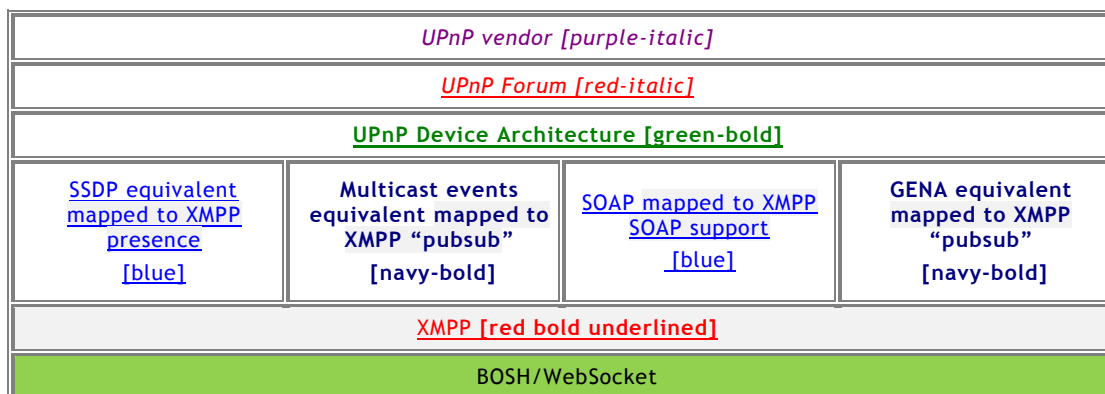 UPnP vendor [purple-italic]
UPnP Forum [red-italic]
UPnP Device Architecture [green-bold]
SSDP equivalent
mapped to XMPP
presence
[blue]
Multicast events
equivalent mapped to
XMPP “pubsub”
[navy-bold]
SOAP mapped to XMPP
SOAP support
[blue]
GENA equivalent
mapped to XMPP
“pubsub”
[navy-bold]
XMPP [red bold underlined]
BOSH/WebSocket